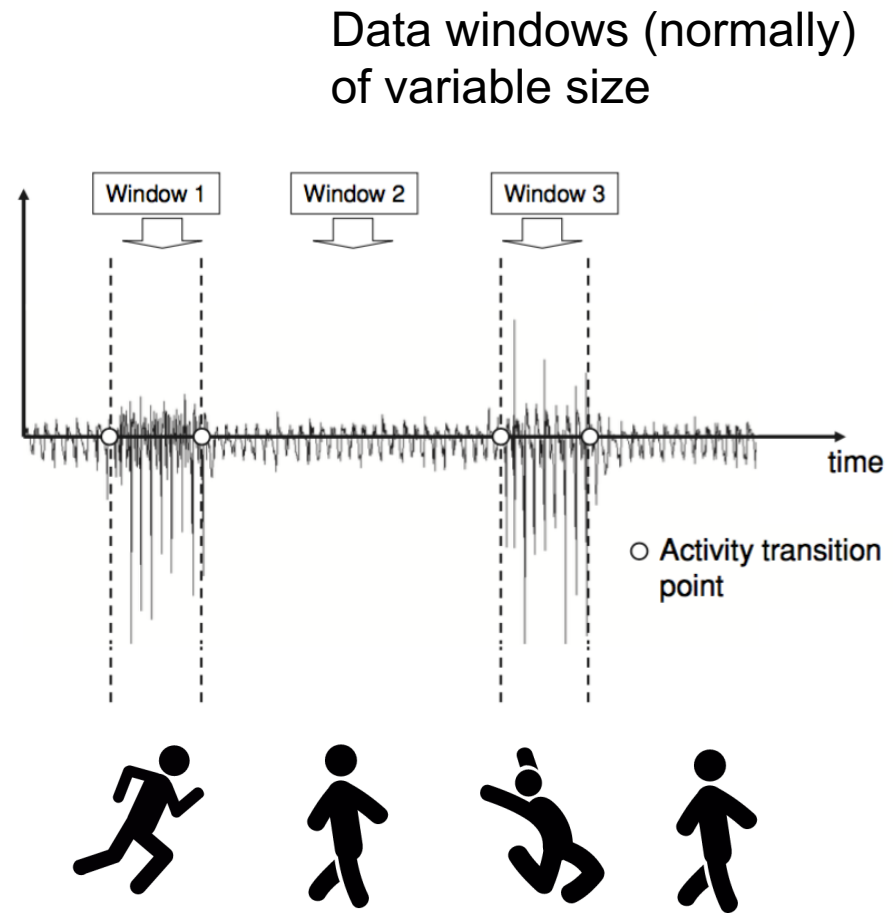 Data windows (normally)
of variable size
Window 1
Window 2
Window 3
time
Activity transition
point